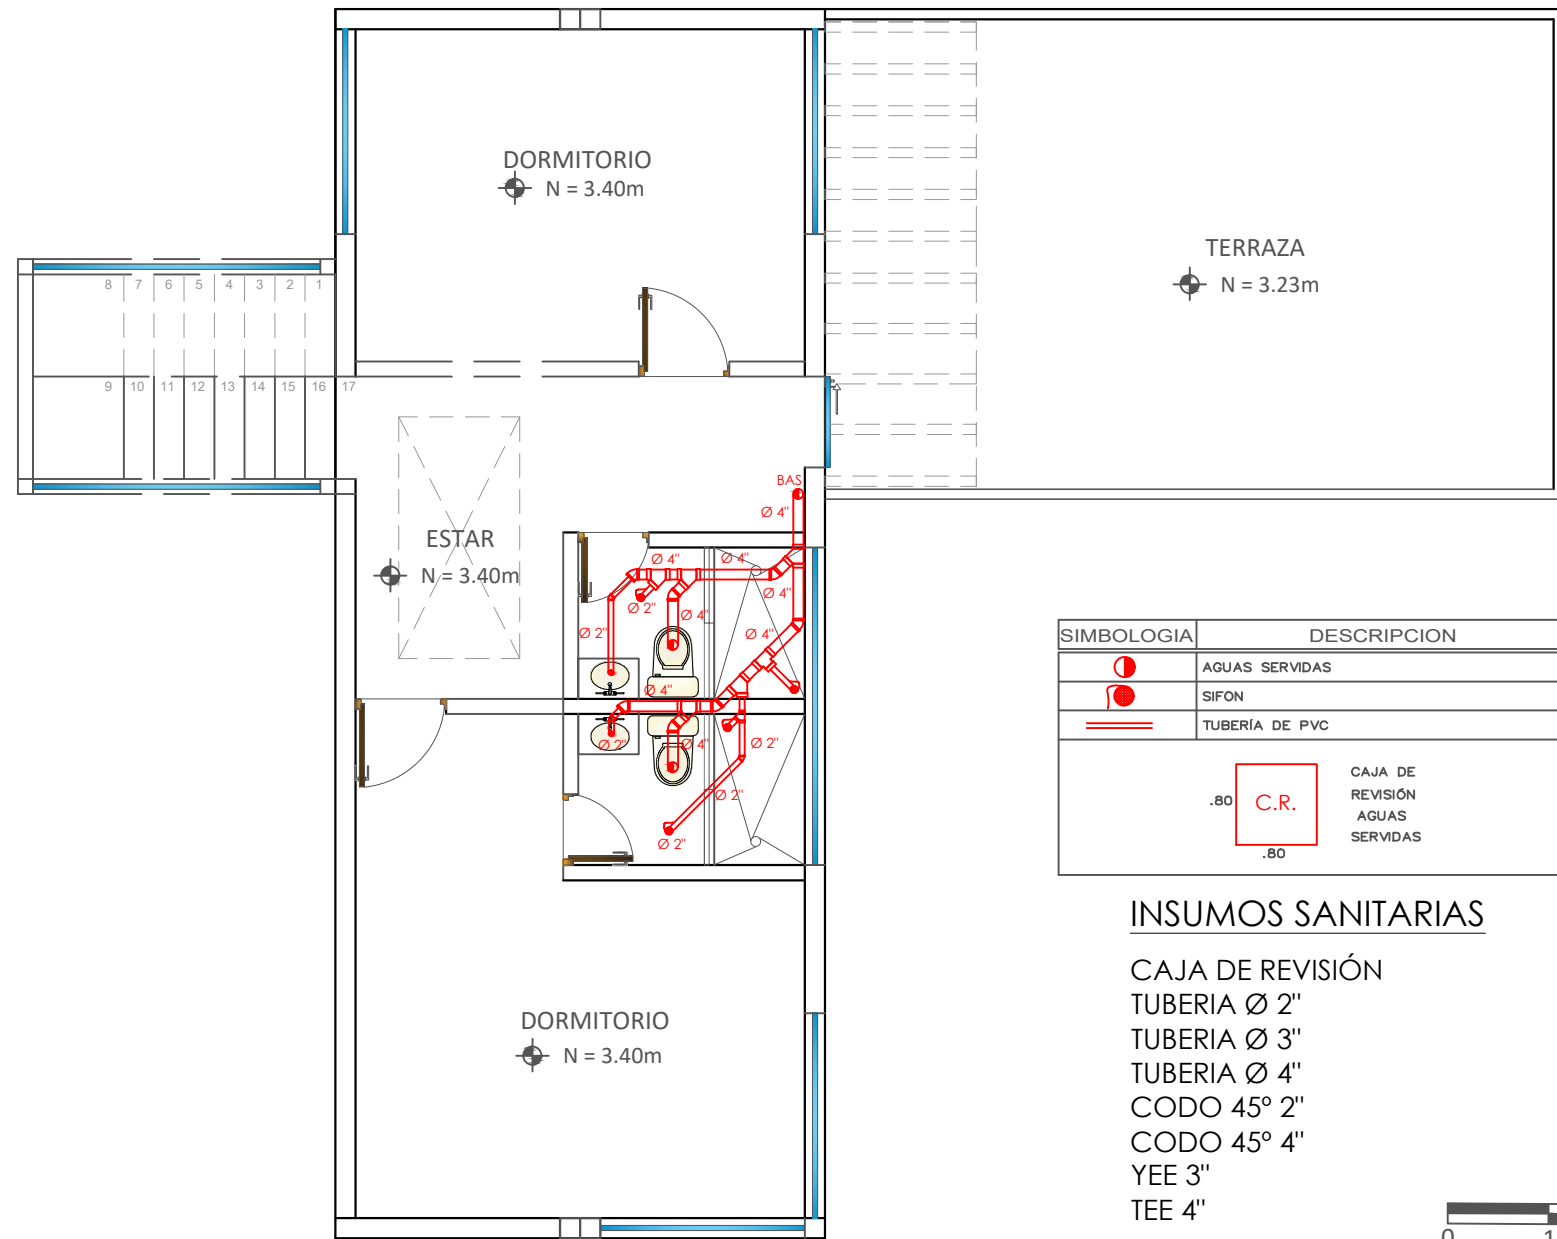 DORMITORIO
N = 3.40m
TERRAZA
N = 3.23m
8 7 6 5 4 3 2 1
9 10 11 12 13 14 15 16 17
BAS
Ø 4"
ESTAR
N = 3.40m
Ø 4"
Ø 4"
Ø 4"
Ø 2"
Ø 4"
Ø 2"
Ø 4"
Ø 4"
Ø 2"
Ø 4"
Ø 2"
Ø 2"
Ø 2"
SIMBOLOGIA DESCRIPCION
AGUAS SERVIDAS
SIFON
TUBERÍA DE PVC
.80
C.R.
.80
CAJA DE
REVISIÓN
AGUAS
SERVIDAS
INSUMOS SANITARIAS
CAJA DE REVISIÓN
TUBERIA Ø 2"
TUBERIA Ø 3"
TUBERIA Ø 4"
CODO 45º 2"
CODO 45º 4"
YEE 3"
TEE 4"
DORMITORIO
N = 3.40m
0 1